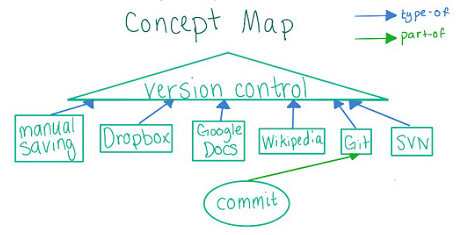 Concept Map
type-of
part-of
version control
manual
saving
Dropbox
Google
Docs
Wikipedia
Git
SVN
commit